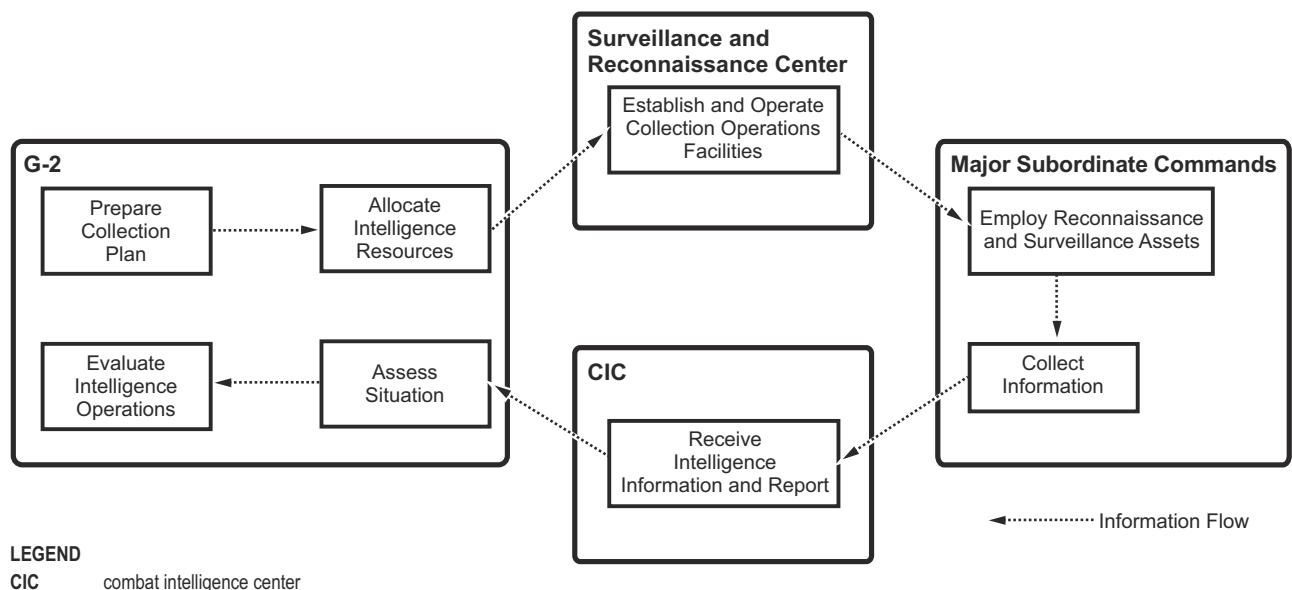 Surveillance and
Reconnaissance Center
Establish and Operate
Collection Operations
Facilities
G-2
Prepare
Collection
Plan
Allocate
Intelligence
Resources
Major Subordinate Commands
Employ Reconnaissance
and Surveillance Assets
Evaluate
Intelligence
Operations
Assess
Situation
CIC
Receive
Intelligence
Information and Report
Collect
Information
Information Flow
LEGEND
CIC combat intelligence center